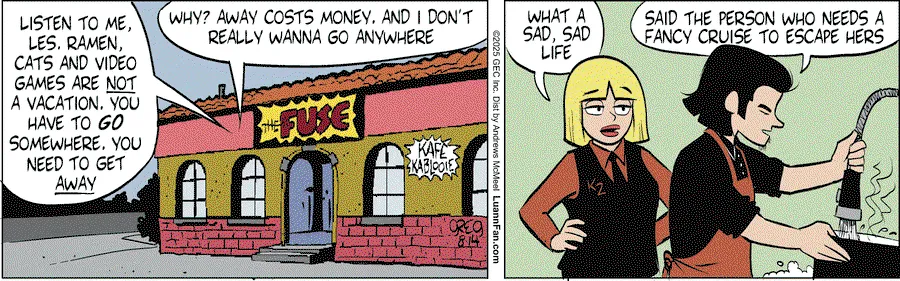 LISTEN TO ME,
LES. RAMEN,
CATS AND VIDEO
GAMES ARE NOT
A VACATION. YOU
HAVE TO GO
SOMEWHERE. YOU
NEED TO GET
AWAY
WHY? AWAY COSTS MONEY. AND I DON'T
REALLY WANNA GO ANYWHERE
THE FUSE
KAFE
KABLOOIE
GREG
8.14
©2025 GEC Inc. Dist by Andrews McMeel LuannFan.com
WHAT A
SAD, SAD
LIFE
SAID THE PERSON WHO NEEDS A
FANCY CRUISE TO ESCAPE HERS
K2